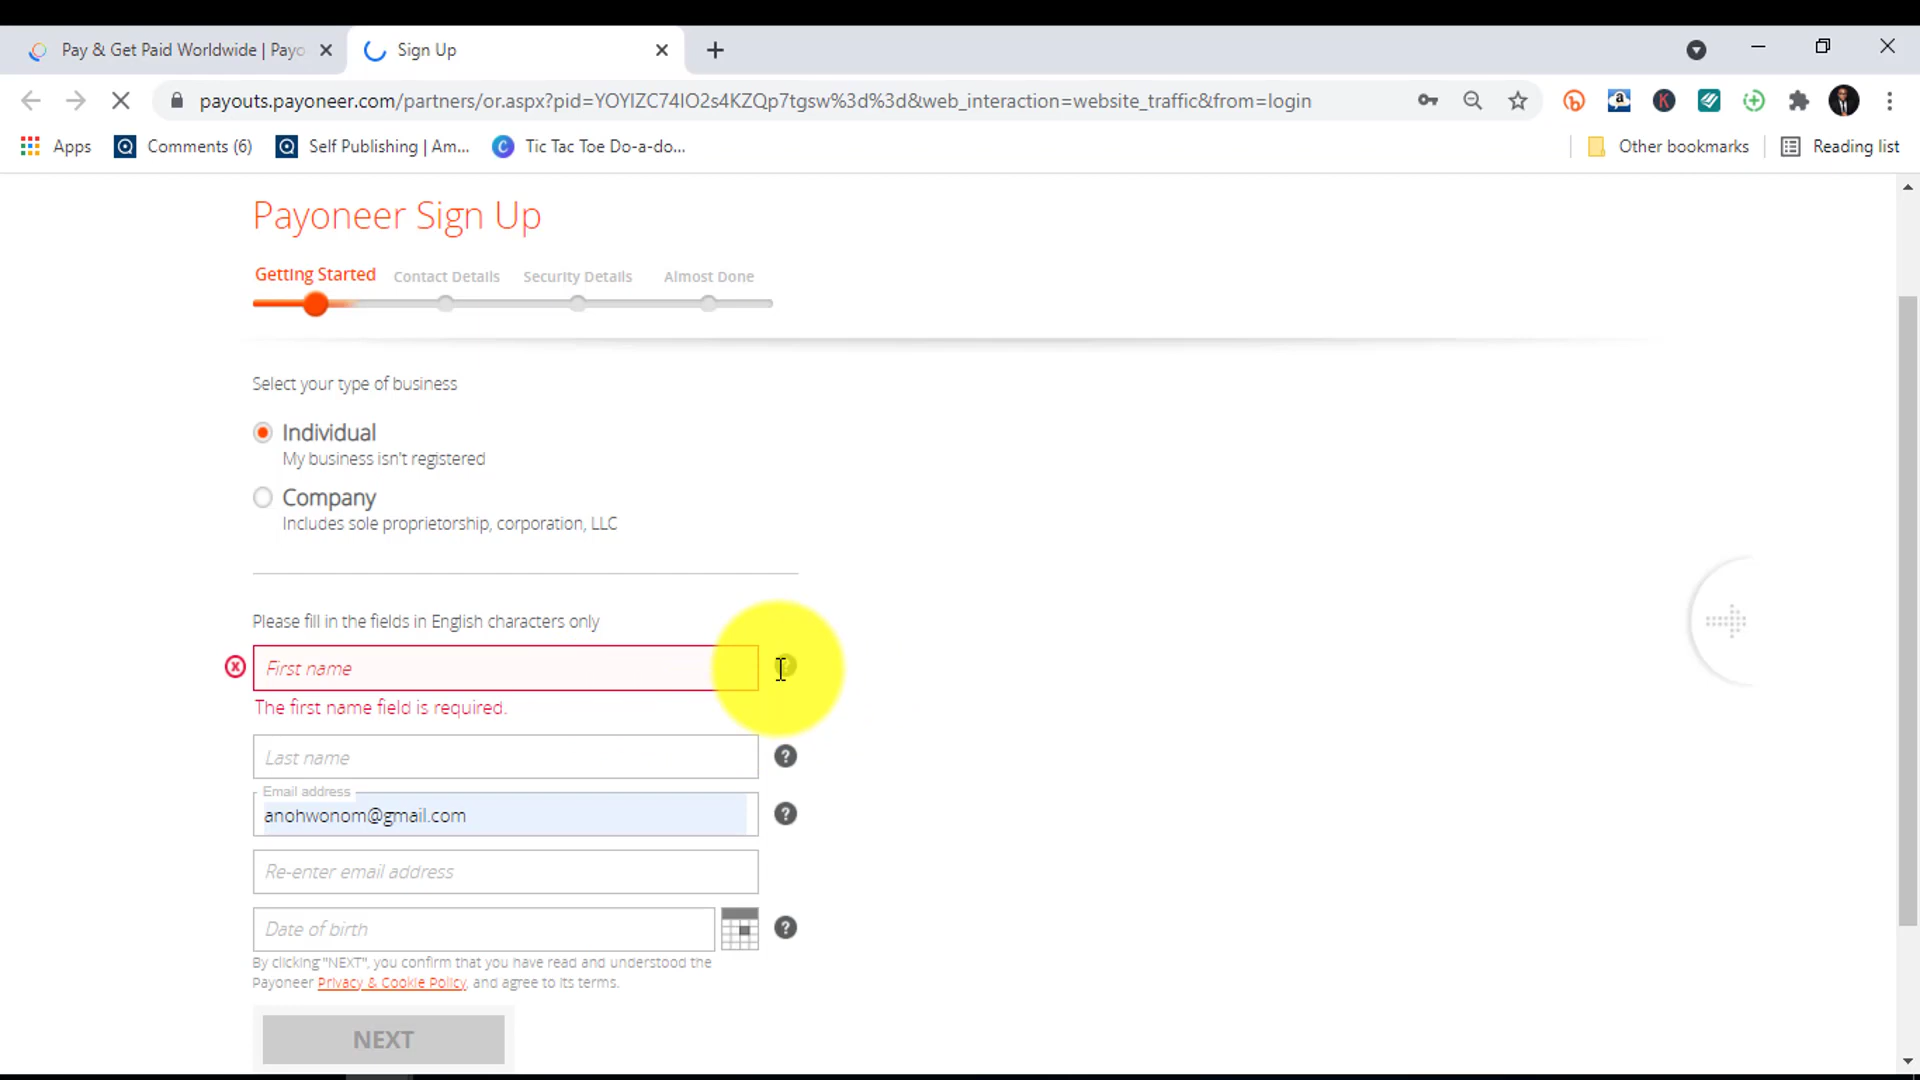 Pay & Get Paid Worldwide | Payo
Sign Up
payouts.payoneer.com/partners/or.aspx?pid=YOYIZC74IO2s4KZQp7tgsw%3d%3d&web_interaction=website_traffic&from=login
Apps
Comments (6)
Self Publishing | Am...
Tic Tac Toe Do-a-do...
Other bookmarks
Reading list
Payoneer Sign Up
Getting Started
Contact Details
Security Details
Almost Done
Select your type of business
Individual
My business isn't registered
Company
Includes sole proprietorship, corporation, LLC
Please fill in the fields in English characters only
First name
The first name field is required.
Last name
Email address
anohwonom@gmail.com
Re-enter email address
Date of birth
By clicking "NEXT", you confirm that you have read and understood the
Payoneer Privacy & Cookie Policy, and agree to its terms.
NEXT